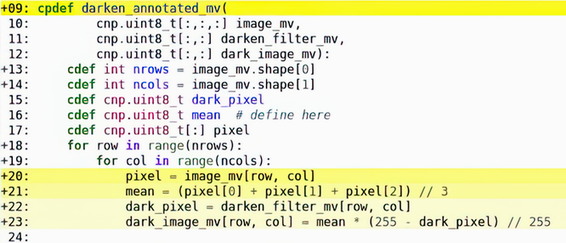 +09: cpdef darken_annotated_mv(
 10:         cnp.uint8_t[:,:,:] image_mv,
 11:         cnp.uint8_t[:,:] darken_filter_mv,
 12:         cnp.uint8_t[:,:] dark_image_mv):
+13:     cdef int nrows = image_mv.shape[0]
+14:     cdef int ncols = image_mv.shape[1]
 15:     cdef cnp.uint8_t dark_pixel
 16:     cdef cnp.uint8_t mean  # define here
 17:     cdef cnp.uint8_t[:] pixel
+18:     for row in range(nrows):
+19:         for col in range(ncols):
+20:             pixel = image_mv[row, col]
+21:             mean = (pixel[0] + pixel[1] + pixel[2]) // 3
+22:             dark_pixel = darken_filter_mv[row, col]
+23:             dark_image_mv[row, col] = mean * (255 - dark_pixel) // 255
 24: